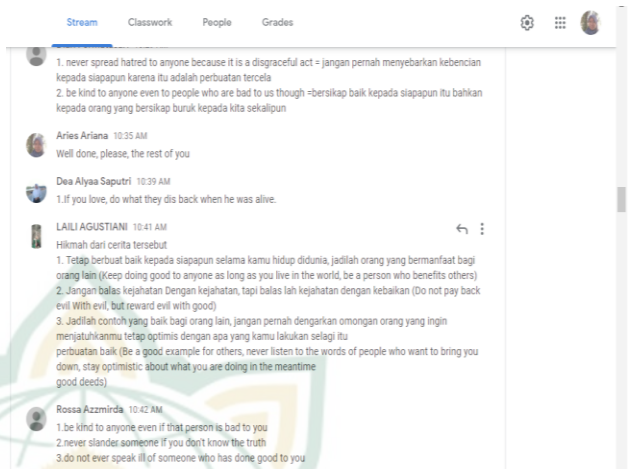 Stream Classwork People Grades
1. never spread hatred to anyone because it is a disgraceful act = jangan pernah menyebarkan kebencian
kepada siapapun karena itu adalah perbuatan tercela
2. be kind to anyone even to people who are bad to us though =bersikap baik kepada siapapun itu bahkan
kepada orang yang bersikap buruk kepada kita sekalipun
Aries Ariana 10:35 AM
Well done, please, the rest of you
Dea Alyaa Saputri 10:39 AM
1.If you love, do what they dis back when he was alive.
LAILI AGUSTIANI 10:41 AM
Hikmah dari cerita tersebut
1. Tetap berbuat baik kepada siapapun selama kamu hidup didunia, jadilah orang yang bermanfaat bagi
orang lain (Keep doing good to anyone as long as you live in the world, be a person who benefits others)
2. Jangan balas kejahatan Dengan kejahatan, tapi balas lah kejahatan dengan kebaikan (Do not pay back
evil With evil, but reward evil with good)
3. Jadilah contoh yang baik bagi orang lain, jangan pernah dengarkan omongan orang yang ingin
menjatuhkanmu tetap optimis dengan apa yang kamu lakukan selagi itu
perbuatan baik (Be a good example for others, never listen to the words of people who want to bring you
down, stay optimistic about what you are doing in the meantime
good deeds)
Rossa Azzmirda 10:42 AM
1.be kind to anyone even if that person is bad to you
2.never slander someone if you don't know the truth
3.do not ever speak ill of someone who has done good to you